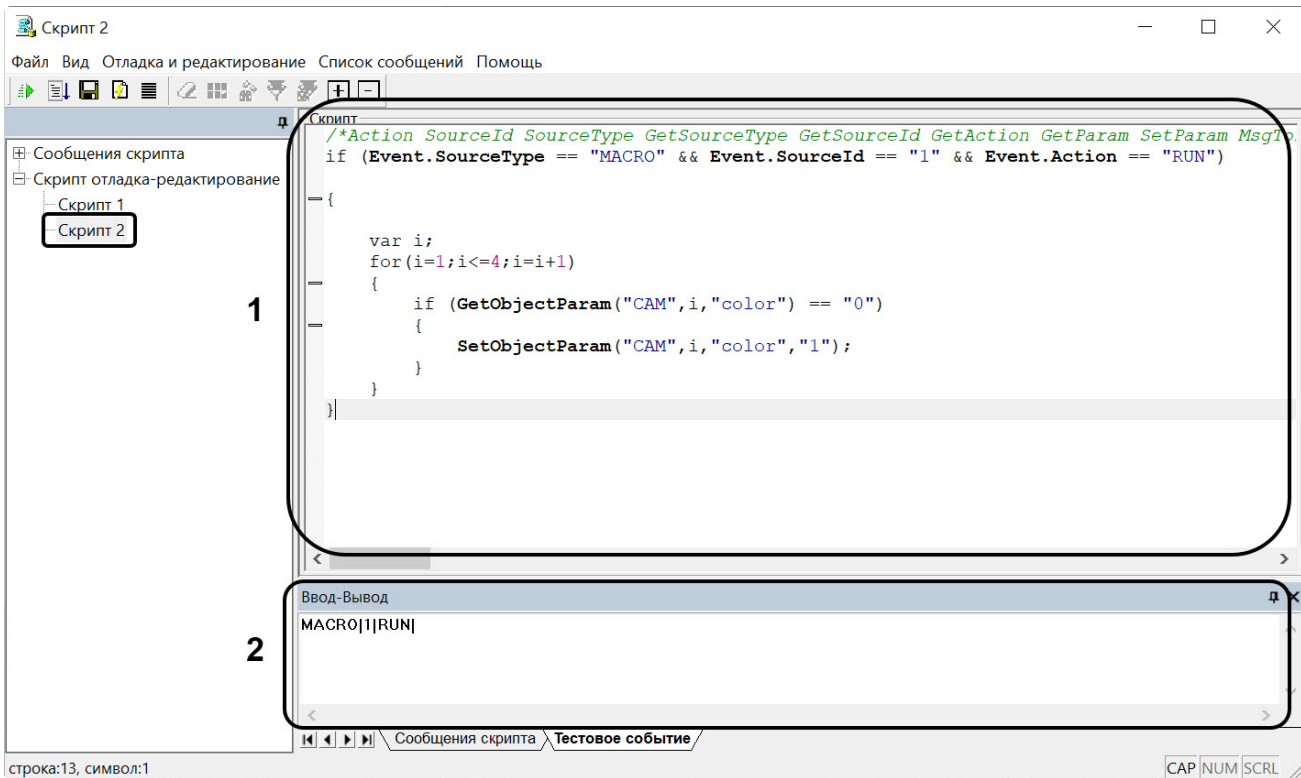 Скрипт 2
Файл Вид Отладка и редактирование Список сообщений Помощь
Скрипт
Сообщения скрипта
Скрипт отладка-редактирование
Скрипт 1
Скрипт 2
1
/*Action SourceId SourceType GetSourceType GetSourceId GetAction GetParam SetParam
if (Event.SourceType == "MACRO" && Event.SourceId == "1" && Event.Action == "RUN")
{
var i;
for(i=1;i<=4;i=i+1)
{
if (GetObjectParam("CAM",i,"color") == "0")
{
SetObjectParam("CAM",i,"color","1");
}
}
}
Ввод-Вывод
MACRO|1|RUN|
2
Сообщения скрипта Тестовое событие
строка:13, символ:1
CAP NUM SCRL